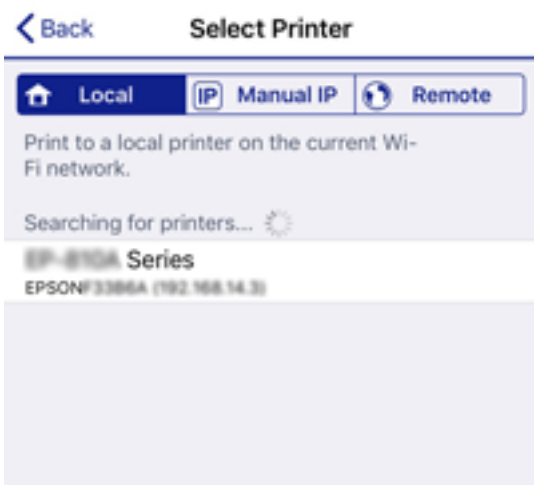 Back
Select Printer
Local
IP Manual IP
Remote
Print to a local printer on the current Wi-
Fi network.
Searching for printers...
Series
EPSON